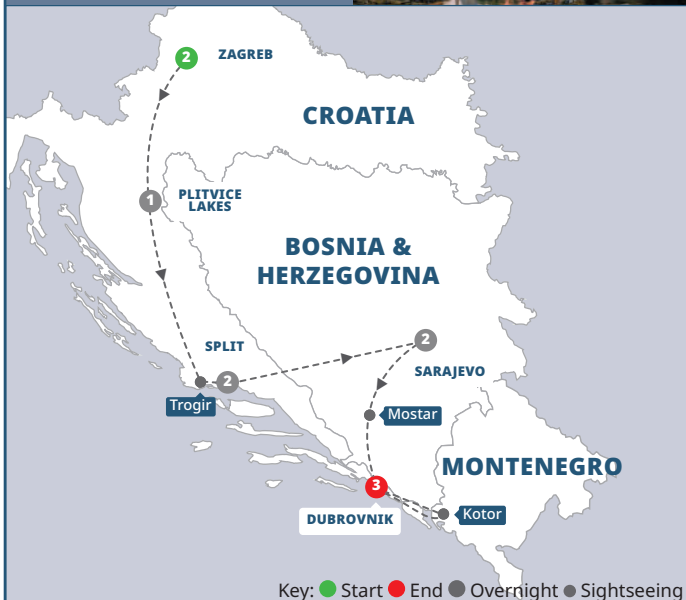 2 ZAGREB
CROATIA
1 PLITVICE
LAKES
BOSNIA &
HERZEGOVINA
SPLIT
2
2
SARAJEVO
Trogir
Mostar
MONTENEGRO
3
DUBROVNIK
Kotor
Key: Start End Overnight Sightseeing